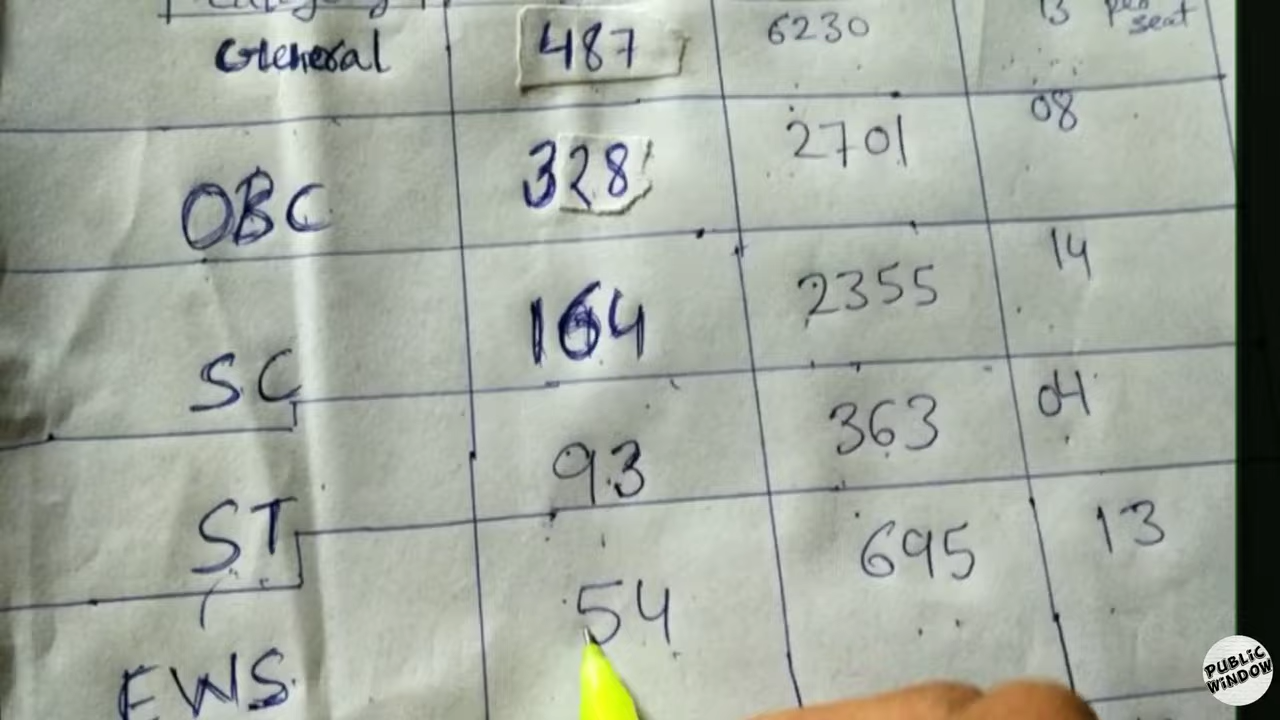 Category
General 487 6230 13 per seat
OBC 328 2701 08
SC 164 2355 14
ST 93 363 04
EWS 54 695 13
PUBLIC WINDOW